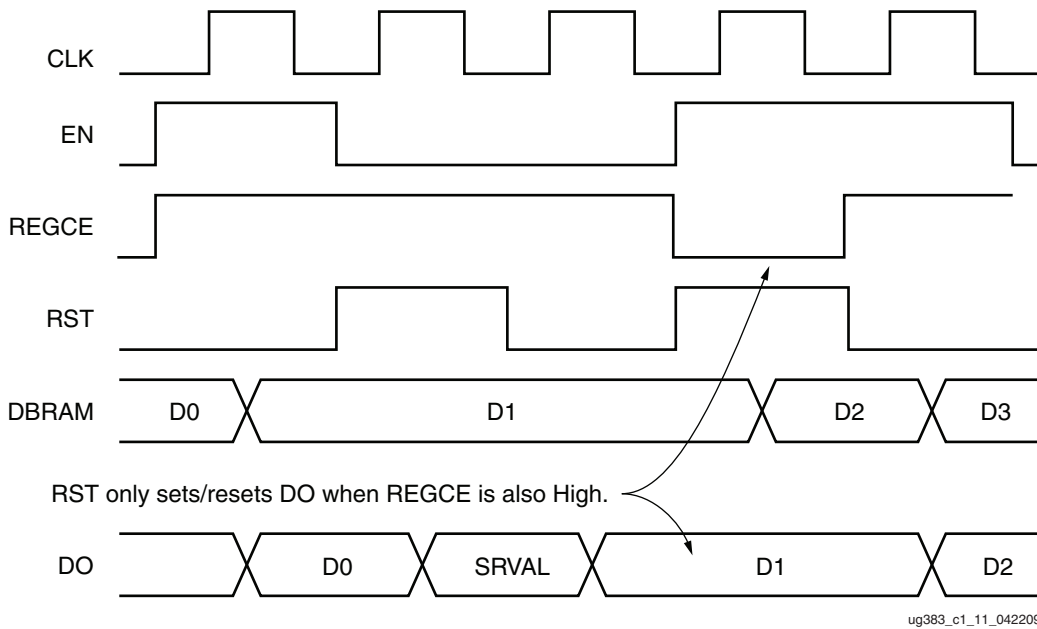 CLK
EN
REGCE
RST
DBRAM D0 D1 D2 D3
RST only sets/resets DO when REGCE is also High.
DO D0 SRVAL D1 D2
ug383_c1_11_042209